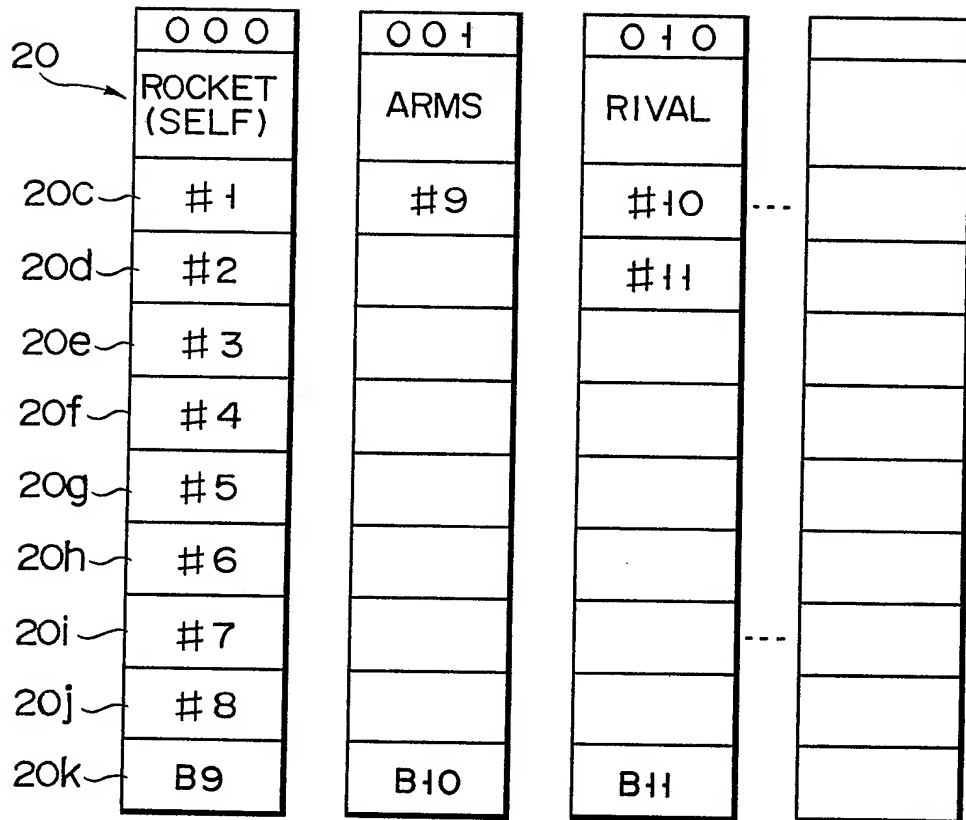 000 001 010
20 ROCKET (SELF) ARMS RIVAL
20c #1 #9 #10 ---
20d #2 #11
20e #3
20f #4
20g #5
20h #6
20i #7 ---
20j #8
20k B9 B10 B11